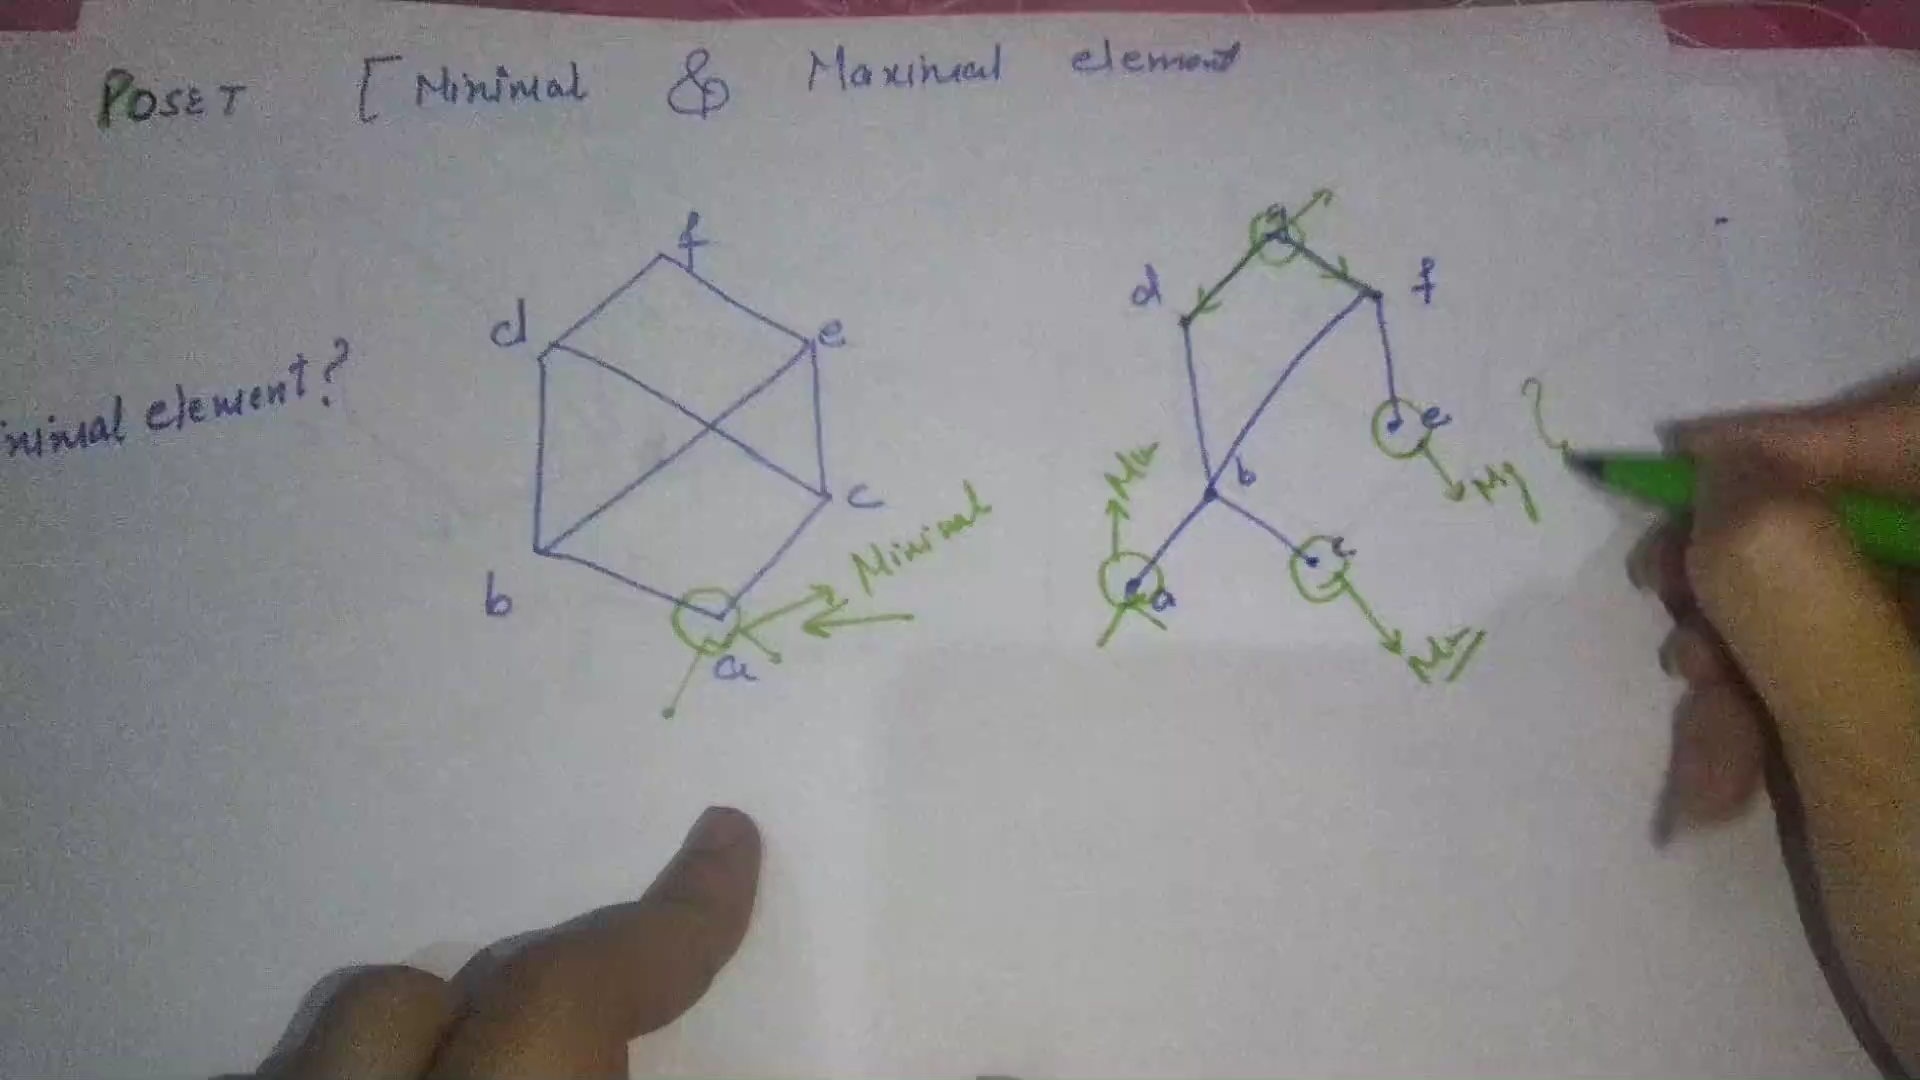 POSET [Minimal & Maximal element
inimal element?
f
d
e
c
b
a
Minimal
g
d
f
e
b
c
a